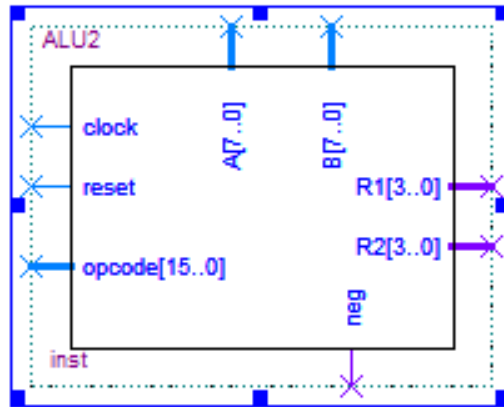 ALU2
A[7..0]
B[7..0]
clock
reset
R1[3..0]
R2[3..0]
opcode[15..0]
neg
inst